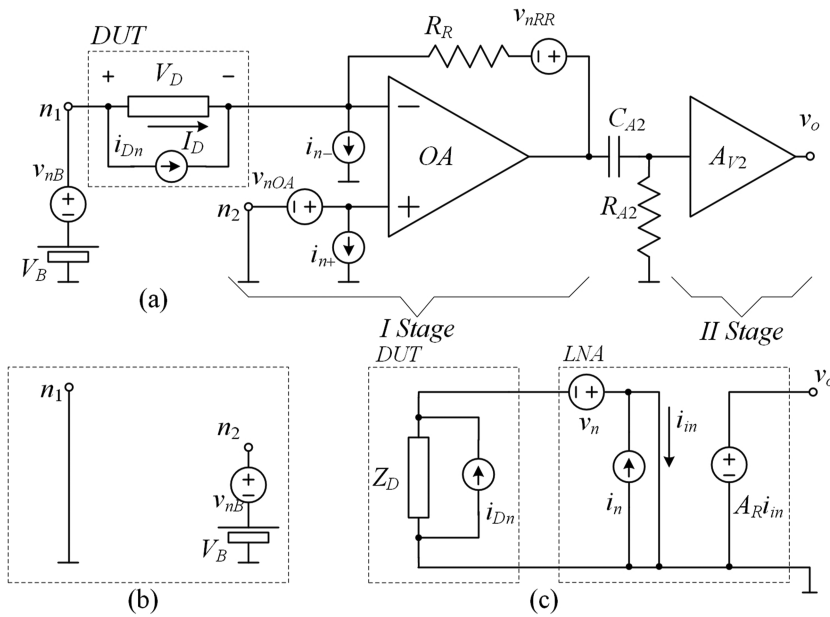 DUT
v_nRR
R_R
+ V_D −
n_1
i_Dn
I_D
−
C_A2
v_o
i_n−
OA
A_V2
v_nB
v_nOA
n_2
− +
+
R_A2
+
−
i_n+
V_B
(a)
I Stage
II Stage
DUT
LNA
v_o
n_1
n_2
− +
v_n
i_in
+
−
v_nB
Z_D
i_Dn
i_n
+
−
A_R i_in
V_B
(b)
(c)